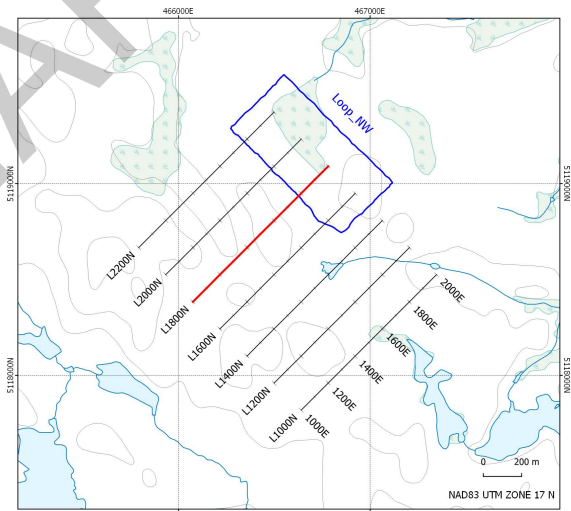 466000E
467000E
Loop_NW
5119000N
5119000N
L2200N
L2000N
L1800N
L1600N
L1400N
L1200N
L1000N
2000E
1800E
1600E
1400E
1200E
1000E
5118000N
5118000N
0 200 m
NAD83 UTM ZONE 17 N